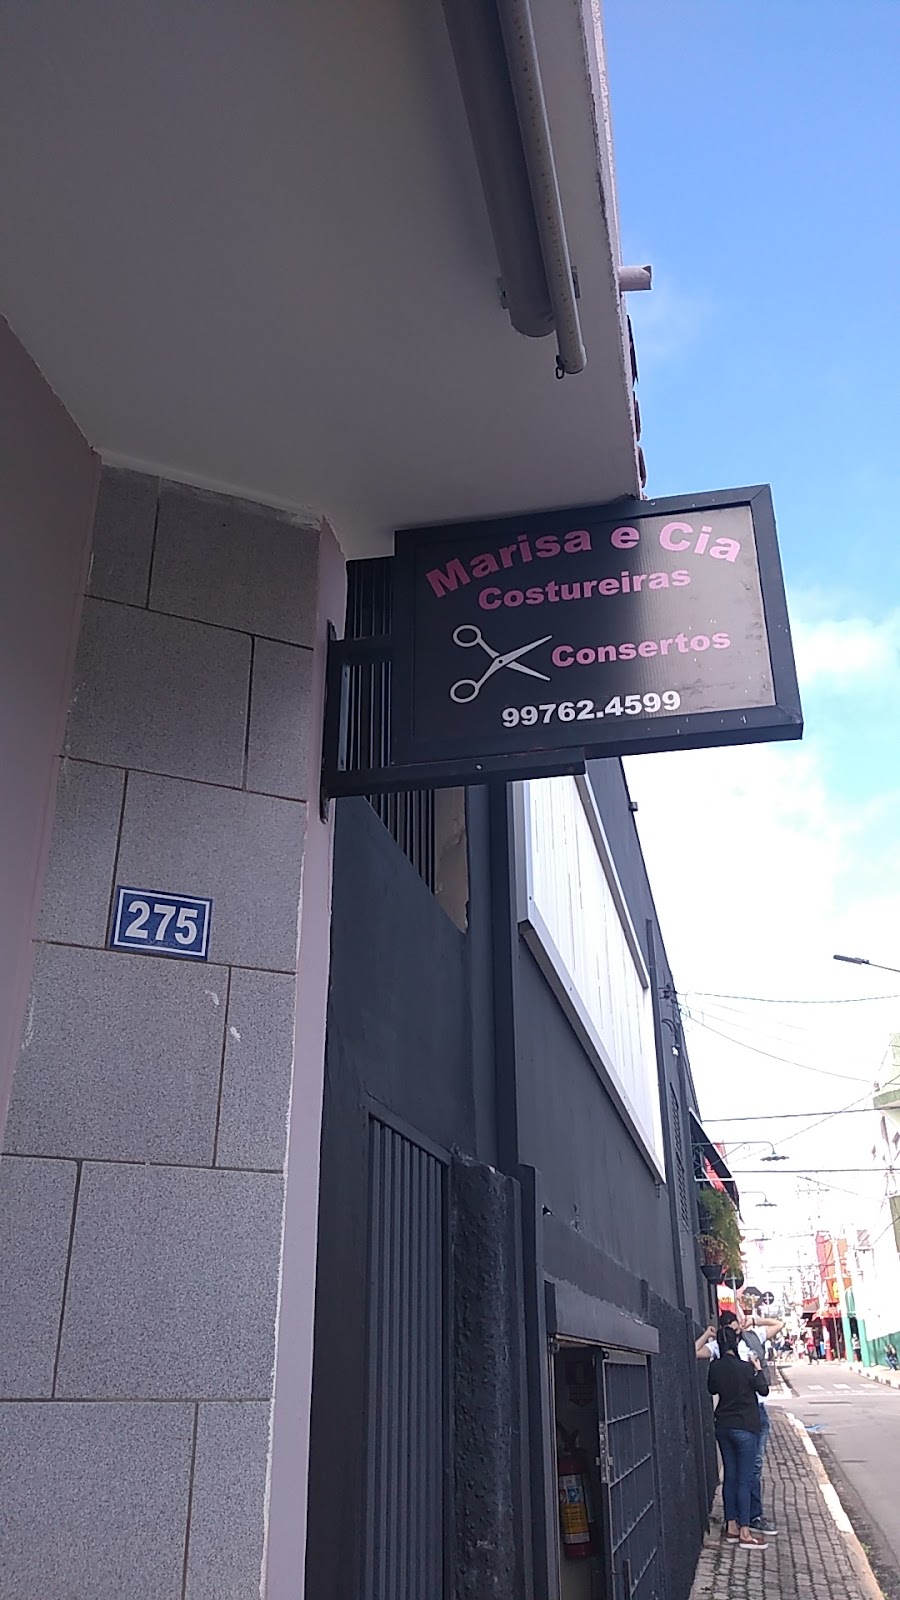 Marisa e Cia
Costureiras
Consertos
99762.4599
275